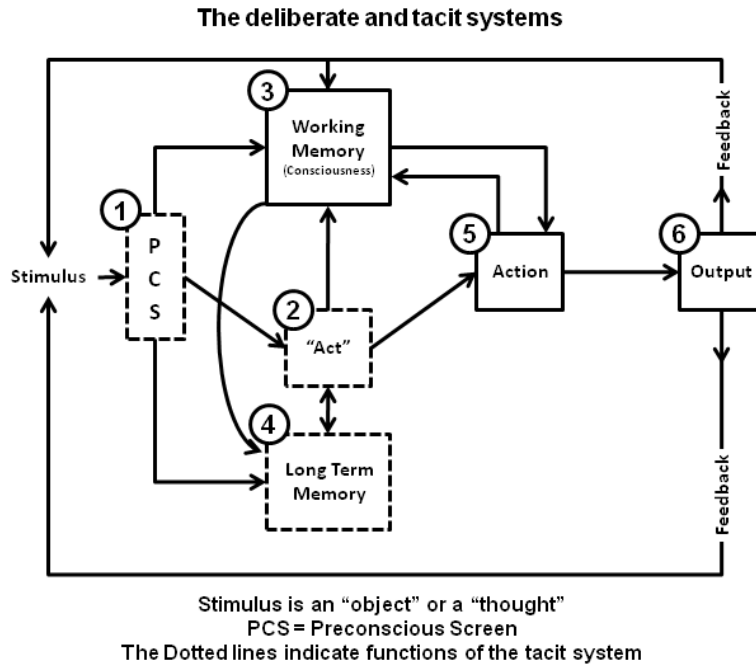 The deliberate and tacit systems
3
Working
Memory
(Consciousness)
Feedback
1
P
C
S
Stimulus
5
Action
6
Output
2
“Act”
4
Long Term
Memory
Feedback
Stimulus is an “object” or a “thought”
PCS = Preconscious Screen
The Dotted lines indicate functions of the tacit system